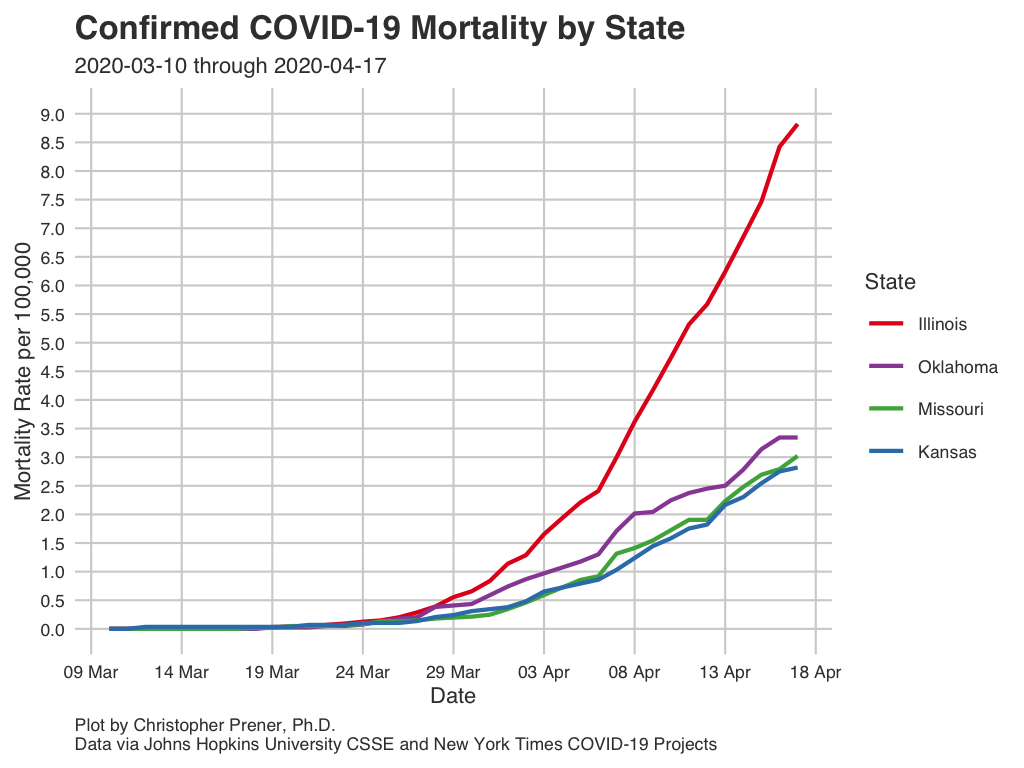 Confirmed COVID-19 Mortality by State
2020-03-10 through 2020-04-17
Mortality Rate per 100,000
9.0
8.5
8.0
7.5
7.0
6.5
6.0
5.5
5.0
4.5
4.0
3.5
3.0
2.5
2.0
1.5
1.0
0.5
0.0
09 Mar 14 Mar 19 Mar 24 Mar 29 Mar 03 Apr 08 Apr 13 Apr 18 Apr
Date
State
Illinois
Oklahoma
Missouri
Kansas
Plot by Christopher Prener, Ph.D.
Data via Johns Hopkins University CSSE and New York Times COVID-19 Projects